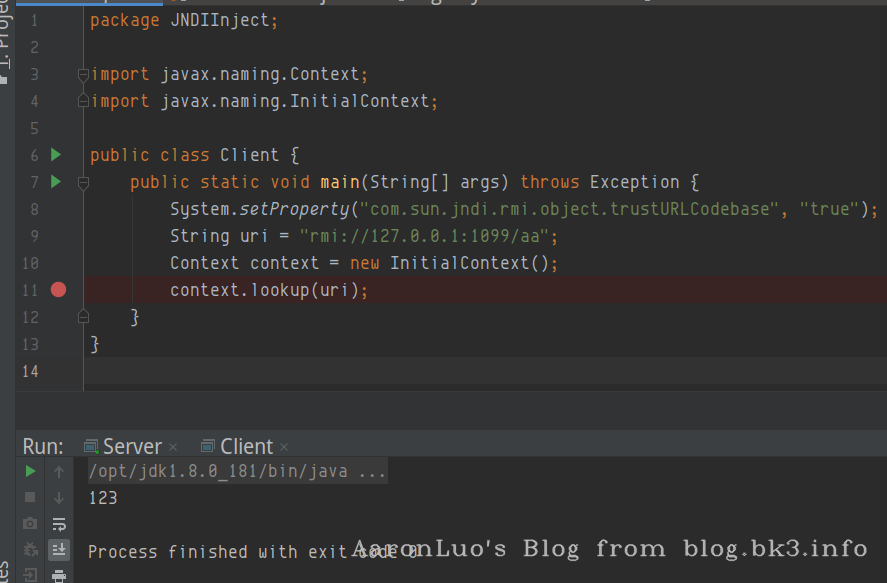 1 package JNDIInject;
2
3 import javax.naming.Context;
4 import javax.naming.InitialContext;
5
6 public class Client {
7 public static void main(String[] args) throws Exception {
8 System.setProperty("com.sun.jndi.rmi.object.trustURLCodebase", "true");
9 String uri = "rmi://127.0.0.1:1099/aa";
10 Context context = new InitialContext();
11 context.lookup(uri);
12 }
13 }
14
Run: Server × Client ×
/opt/jdk1.8.0_181/bin/java ...
123
Process finished with exit code 0
AaronLuo's Blog from blog.bk3.info